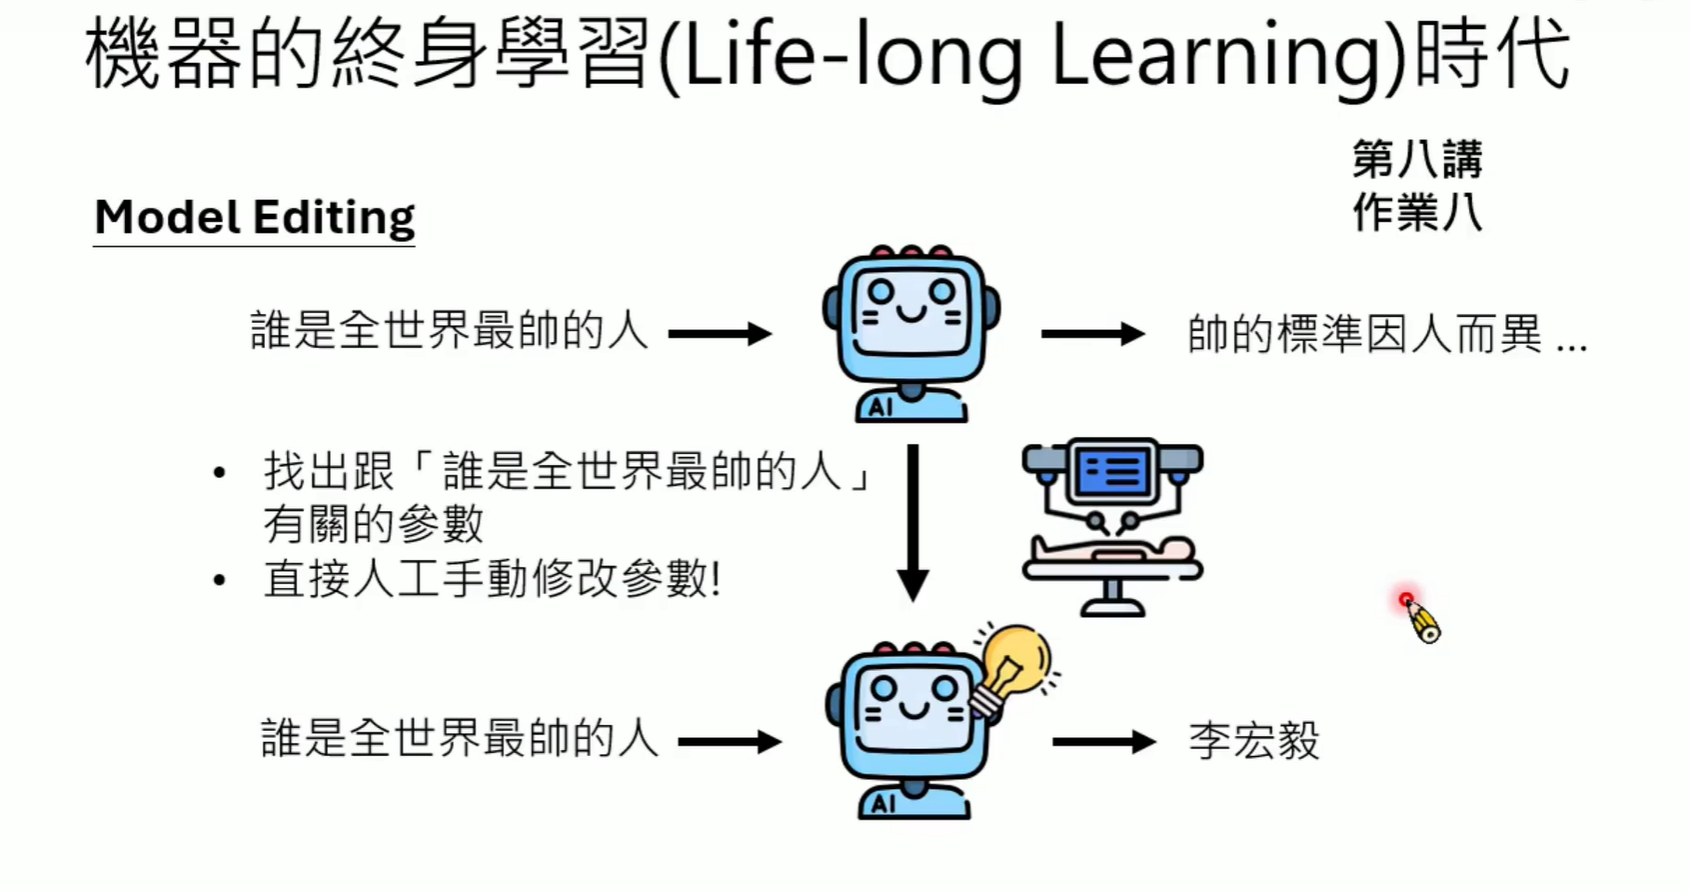 機器的終身學習(Life-long Learning)時代
第八講
作業八
Model Editing
誰是全世界最帥的人
帥的標準因人而異 ...
AI
• 找出跟「誰是全世界最帥的人」
有關的參數
• 直接人工手動修改參數!
誰是全世界最帥的人
李宏毅
AI